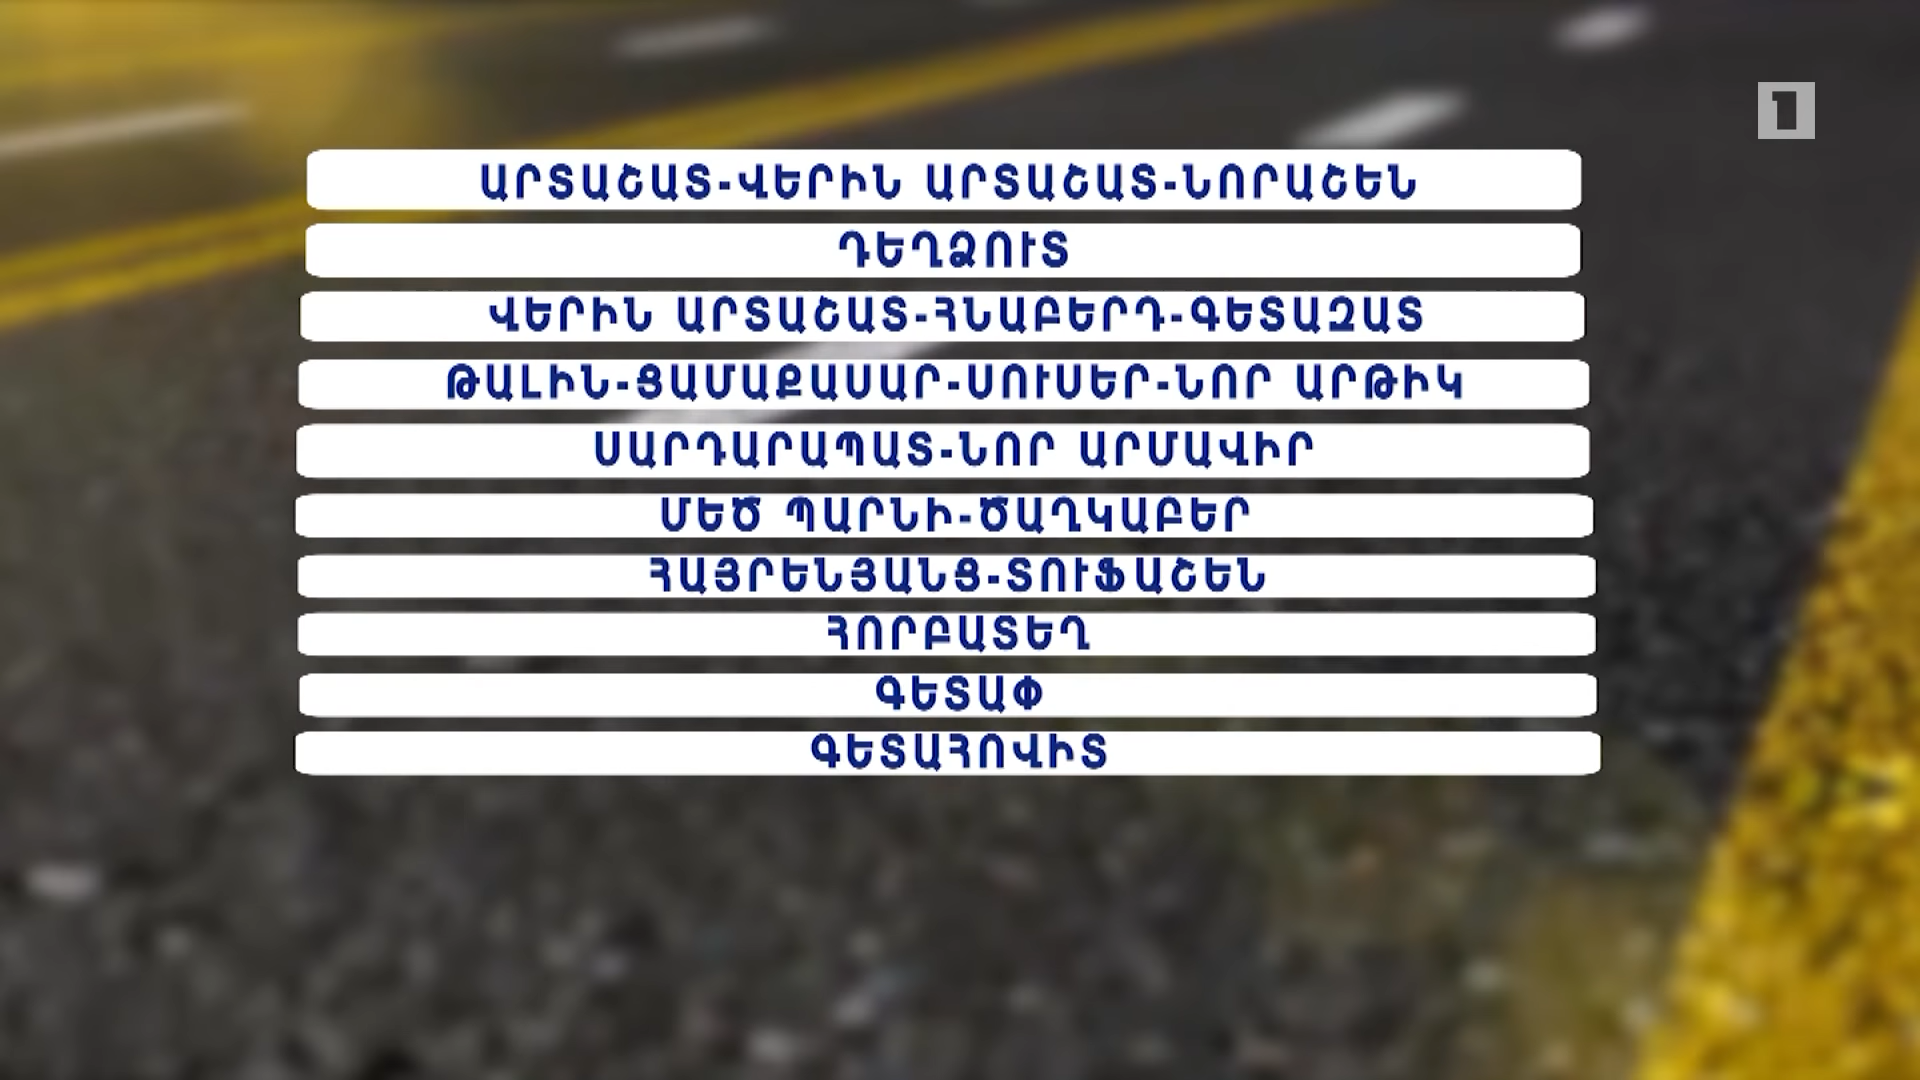 1
ԱՐՏԱՇԱՏ-ՎԵՐԻՆ ԱՐՏԱՇԱՏ-ՆՈՐԱՇԵՆ
ԴԵՂՁՈՒՏ
ՎԵՐԻՆ ԱՐՏԱՇԱՏ-ՀՆԱԲԵՐԴ-ԳԵՏԱԶԱՏ
ԹԱԼԻՆ-ՑԱՄԱՔԱՍԱՐ-ՍՈՒՍԵՐ-ՆՈՐ ԱՐԹԻԿ
ՍԱՐԴԱՐԱՊԱՏ-ՆՈՐ ԱՐՄԱՎԻՐ
ՄԵԾ ՊԱՐՆԻ-ԾԱՂԿԱԲԵՐ
ՀԱՅՐԵՆՅԱՆՑ-ՏՈՒՖԱՇԵՆ
ՀՈՐԲԱՏԵՂ
ԳԵՏԱՓ
ԳԵՏԱՀՈՎԻՏ